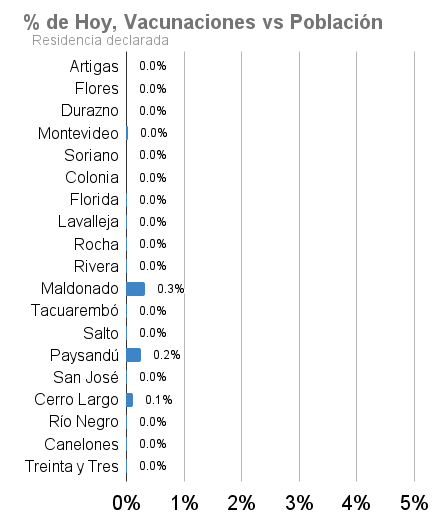 % de Hoy, Vacunaciones vs Población
Residencia declarada
Artigas 0.0%
Flores 0.0%
Durazno 0.0%
Montevideo 0.0%
Soriano 0.0%
Colonia 0.0%
Florida 0.0%
Lavalleja 0.0%
Rocha 0.0%
Rivera 0.0%
Maldonado 0.3%
Tacuarembó 0.0%
Salto 0.0%
Paysandú 0.2%
San José 0.0%
Cerro Largo 0.1%
Río Negro 0.0%
Canelones 0.0%
Treinta y Tres 0.0%
0% 1% 2% 3% 4% 5%